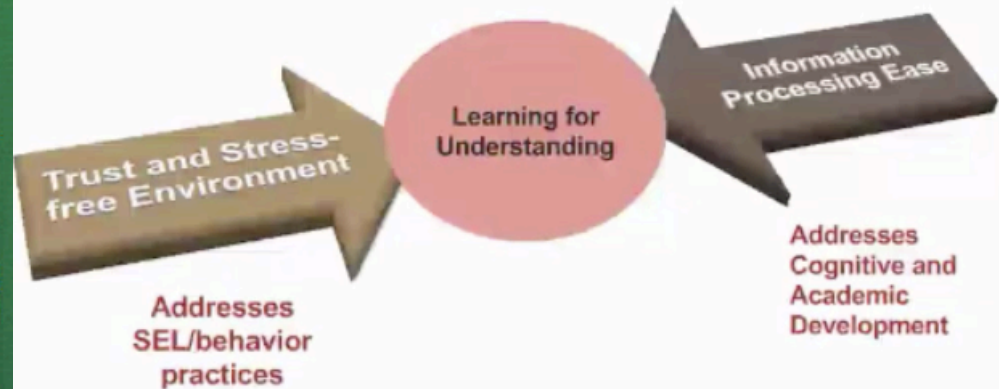 Trust and Stress-
free Environment
Learning for
Understanding
Information
Processing Ease
Addresses
SEL/behavior
practices
Addresses
Cognitive and
Academic
Development